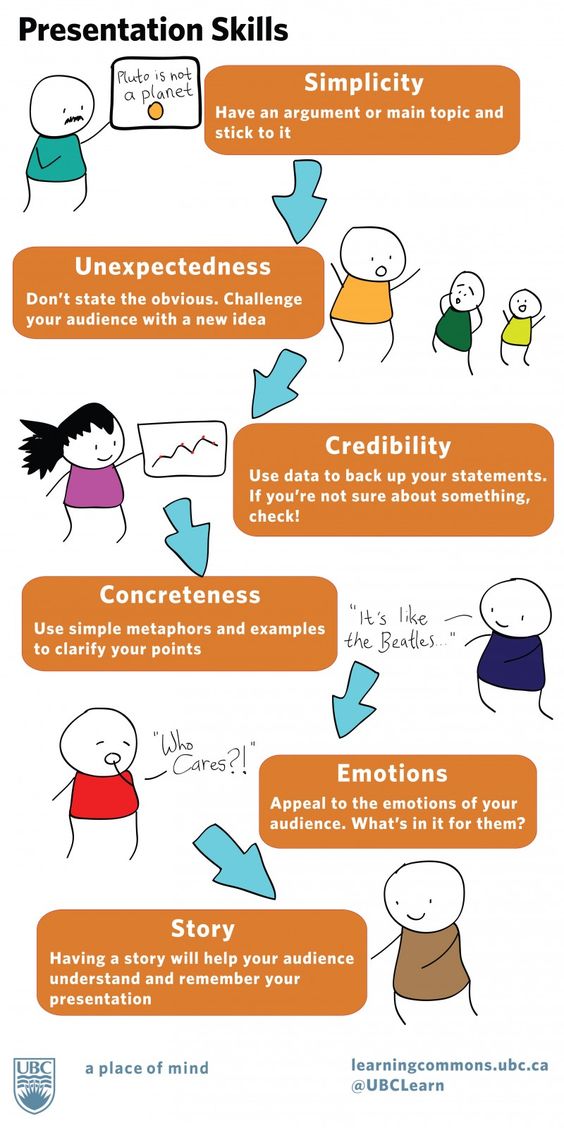 Presentation Skills
Pluto is not
a planet
Simplicity
Have an argument or main topic and
stick to it
Unexpectedness
Don't state the obvious. Challenge
your audience with a new idea
Credibility
Use data to back up your statements.
If you're not sure about something,
check!
Concreteness
Use simple metaphors and examples
to clarify your points
"It's like
the Beatles..."
"Who
Cares?!"
Emotions
Appeal to the emotions of your
audience. What's in it for them?
Story
Having a story will help your audience
understand and remember your
presentation
UBC
a place of mind
learningcommons.ubc.ca
@UBCLearn